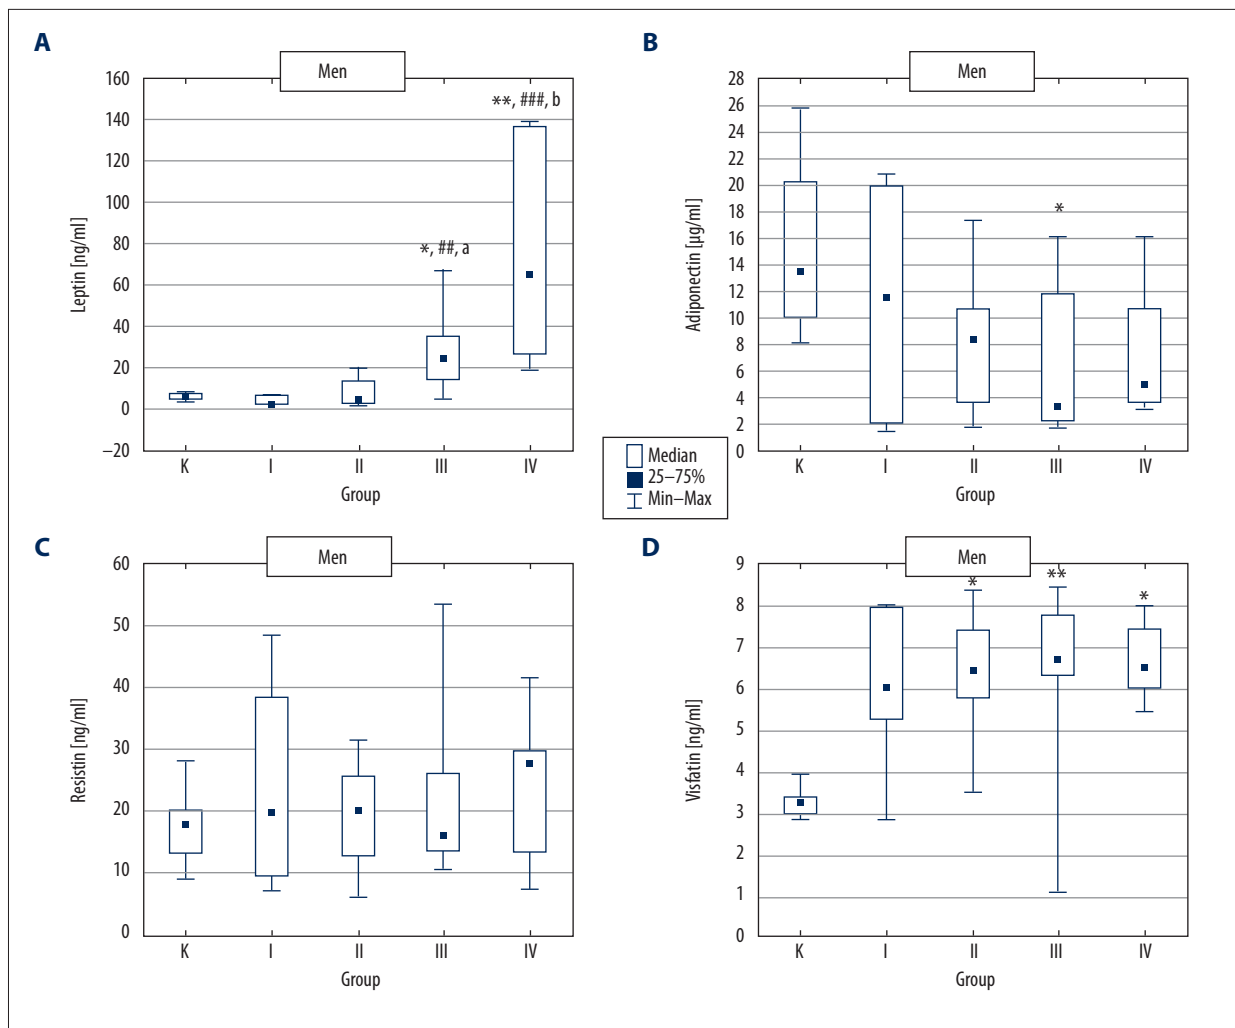 A
Men
160
140
120
100
80
60
40
20
0
–20
Leptin [ng/ml]
*, ##, a
**, ###, b
K I II III IV
Group
B
Men
28
26
24
22
20
18
16
14
12
10
8
6
4
2
0
Adiponectin [µg/ml]
*
K I II III IV
Group
Median
25–75%
Min–Max
C
Men
60
50
40
30
20
10
0
Resistin [ng/ml]
K I II III IV
Group
D
Men
9
8
7
6
5
4
3
2
1
0
Visfatin [ng/ml]
* ** *
K I II III IV
Group